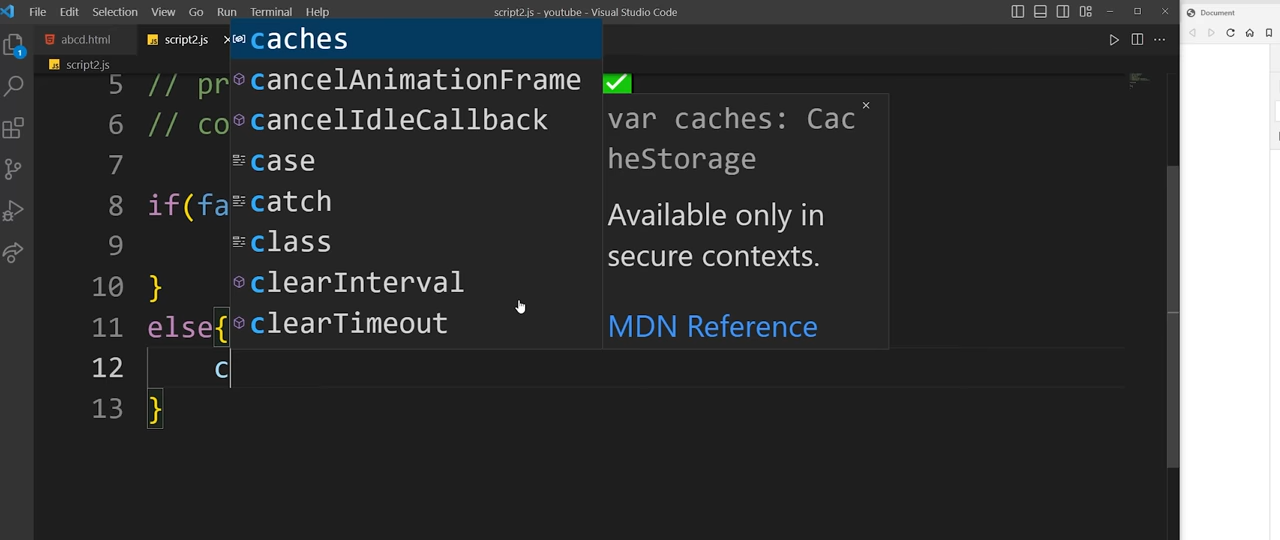 File Edit Selection View Go Run Terminal Help script2.js - youtube - Visual Studio Code
Document
abcd.html script2.js
script2.js
1
caches
cancelAnimationFrame
cancelIdleCallback
case
catch
class
clearInterval
clearTimeout
var caches: Cac
heStorage
Available only in
secure contexts.
MDN Reference
5 // pr
6 // co
7
8 if(fa
9
10 }
11 else{
12 c
13 }